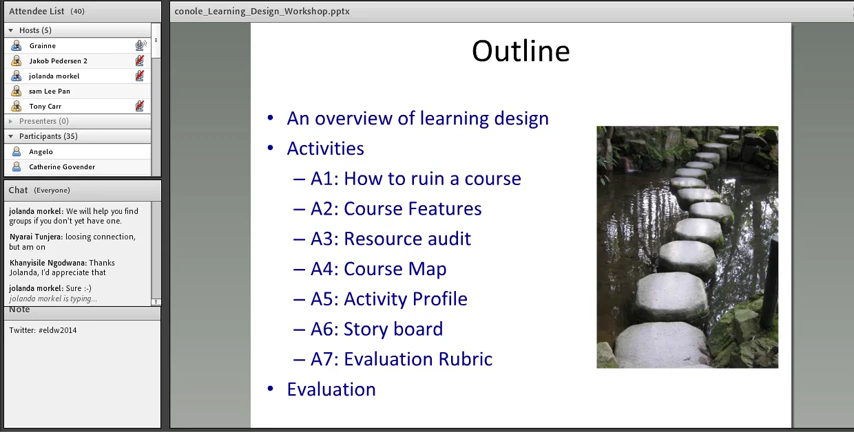 Attendee List (40)
Hosts (5)
Grainne
Jakob Pedersen 2
jolanda morkel
sam Lee Pan
Tony Carr
Presenters (0)
Participants (35)
Angelo
Catherine Govender
Chat (Everyone)
jolanda morkel: We will help you find
groups if you don't yet have one.
Nyarai Tunjera: loosing connection,
but am on
Khanyisile Ngodwana: Thanks
Jolanda, I'd appreciate that
jolanda morkel: Sure :-)
jolanda morkel is typing...
Note
Twitter: #eldw2014
conole_Learning_Design_Workshop.pptx
Outline
• An overview of learning design
• Activities
– A1: How to ruin a course
– A2: Course Features
– A3: Resource audit
– A4: Course Map
– A5: Activity Profile
– A6: Story board
– A7: Evaluation Rubric
• Evaluation